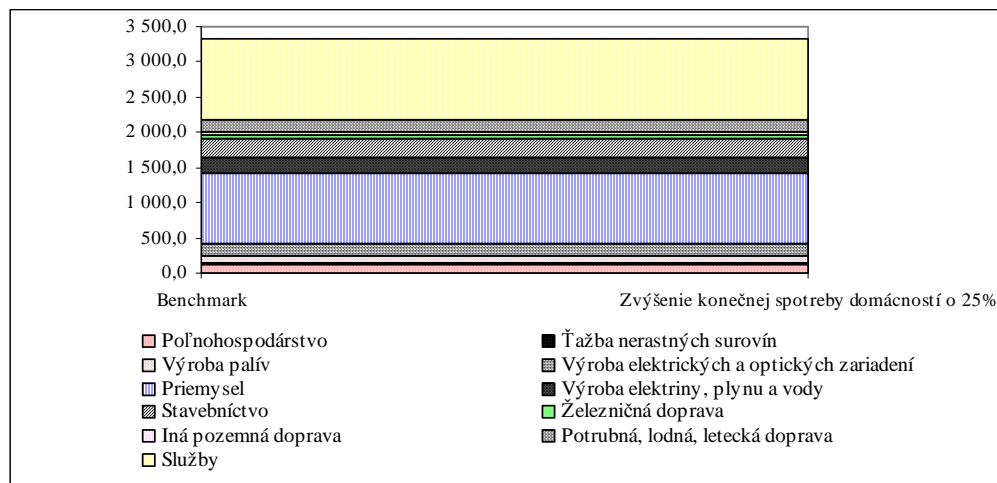 3 500,0
3 000,0
2 500,0
2 000,0
1 500,0
1 000,0
500,0
0,0
Benchmark Zvýšenie konečnej spotreby domácností o 25%
Poľnohospodárstvo Ťažba nerastných surovín
Výroba palív Výroba elektrických a optických zariadení
Priemysel Výroba elektriny, plynu a vody
Stavebníctvo Železničná doprava
Iná pozemná doprava Potrubná, lodná, letecká doprava
Služby